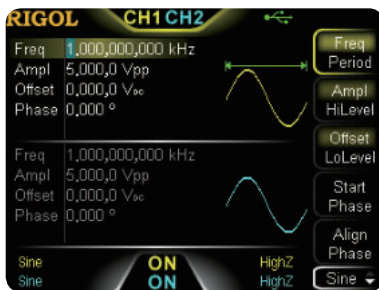 RIGOL CH1 CH2
Freq 1.000,000,000 kHz
Ampl 5.000,0 Vpp
Offset 0.000,0 VDC
Phase 0.000 °
Freq 1.000,000,000 kHz
Ampl 5.000,0 Vpp
Offset 0.000,0 VDC
Phase 0.000 °
Freq
Period
Ampl
HiLevel
Offset
LoLevel
Start
Phase
Align
Phase
Sine
Sine ON HighZ
Sine ON HighZ